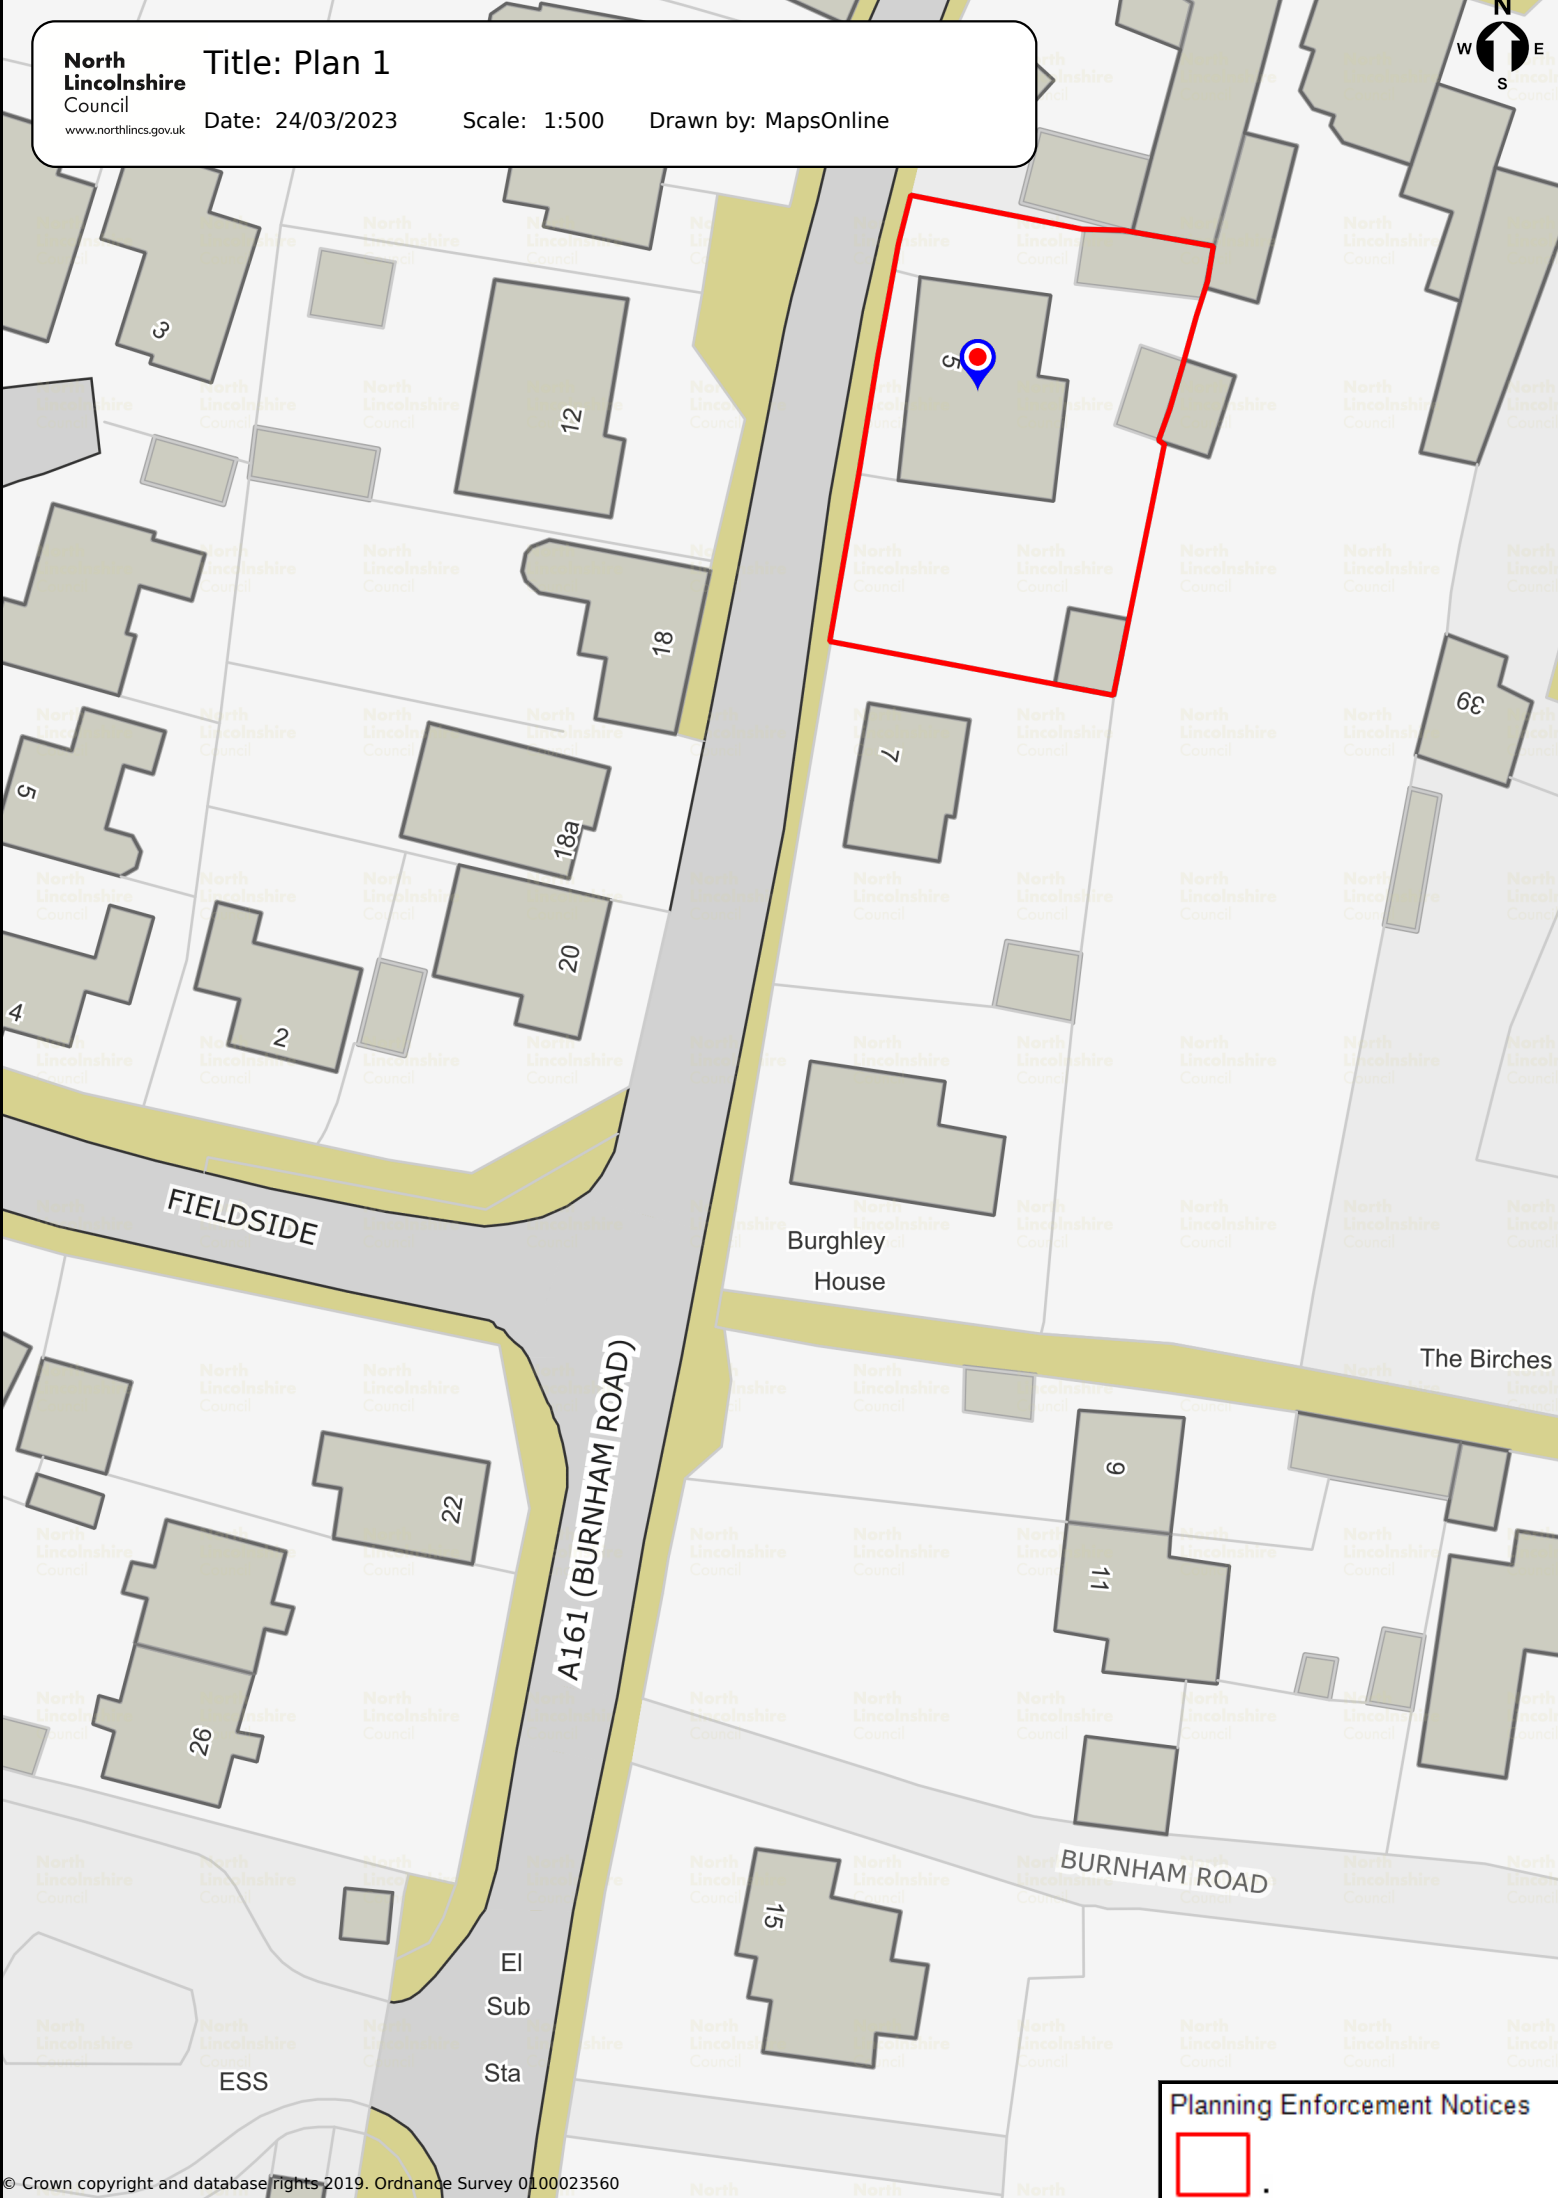 North
Lincolnshire
Council
www.northlincs.gov.uk
Title: Plan 1
Date: 24/03/2023 Scale: 1:500 Drawn by: MapsOnline
N
W E
S
3
12
5
18
39
7
5
18a
20
4
2
FIELDSIDE
Burghley
House
The Birches
A161 (BURNHAM ROAD)
9
22
11
26
BURNHAM ROAD
15
El
Sub
Sta
ESS
Planning Enforcement Notices
.
© Crown copyright and database rights 2019. Ordnance Survey 0100023560